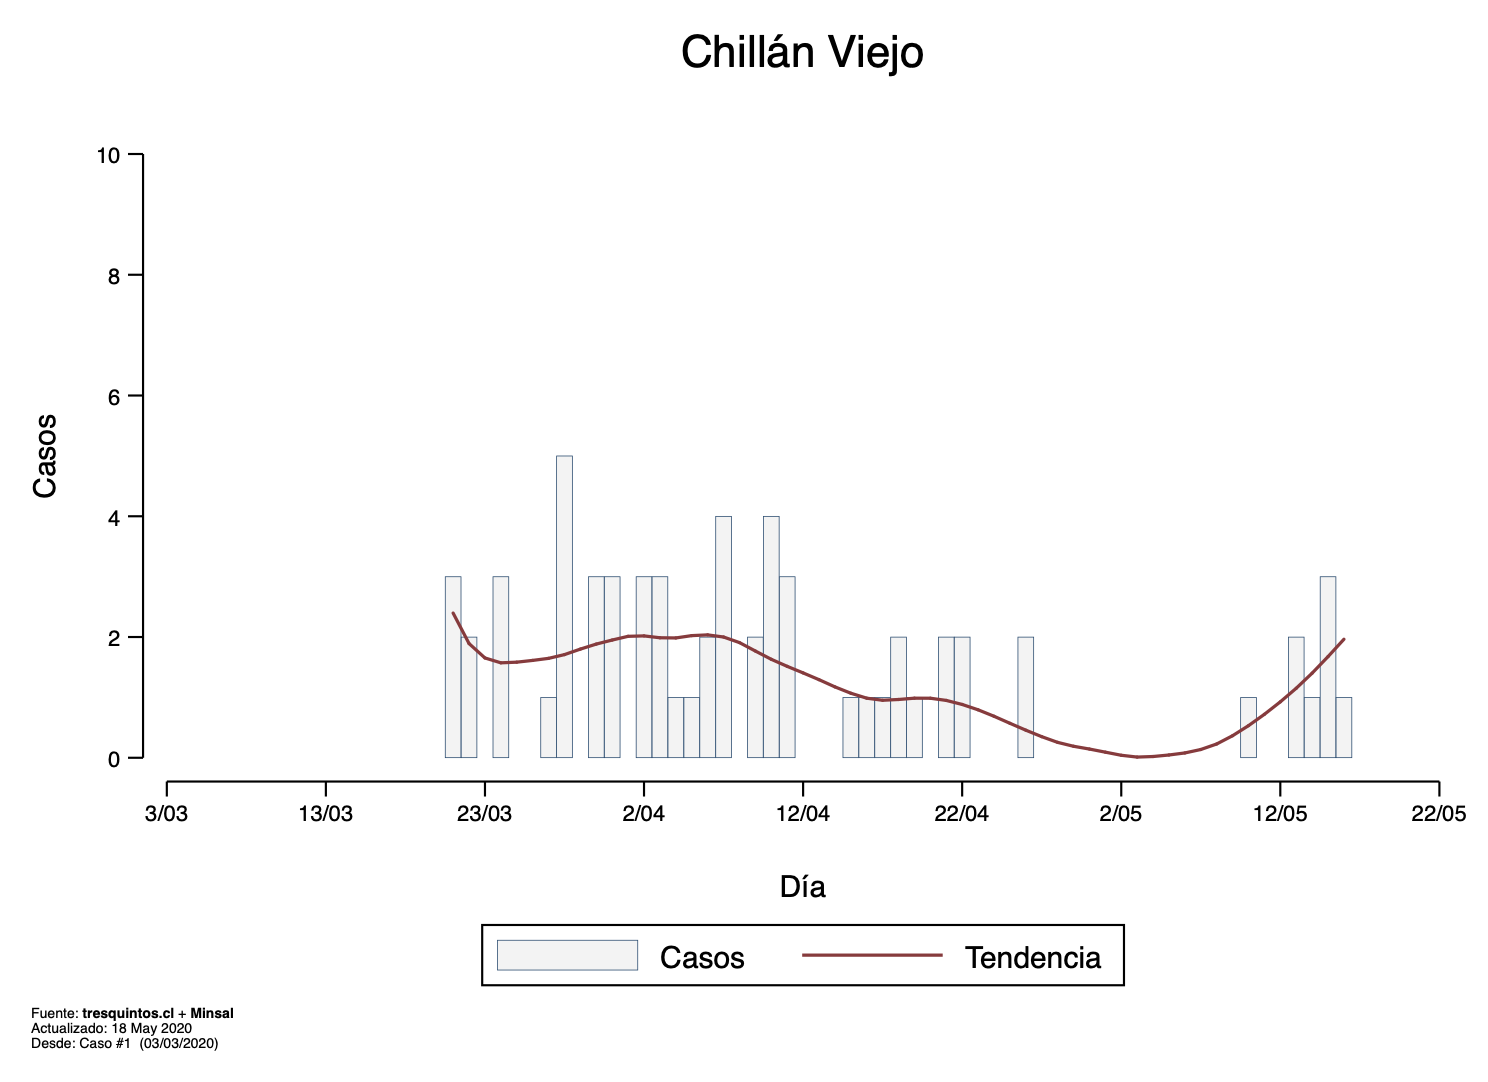 Chillán Viejo
10
8
6
4
2
0
Casos
3/03 13/03 23/03 2/04 12/04 22/04 2/05 12/05 22/05
Día
Casos Tendencia
Fuente: tresquintos.cl + Minsal
Actualizado: 18 May 2020
Desde: Caso #1 (03/03/2020)